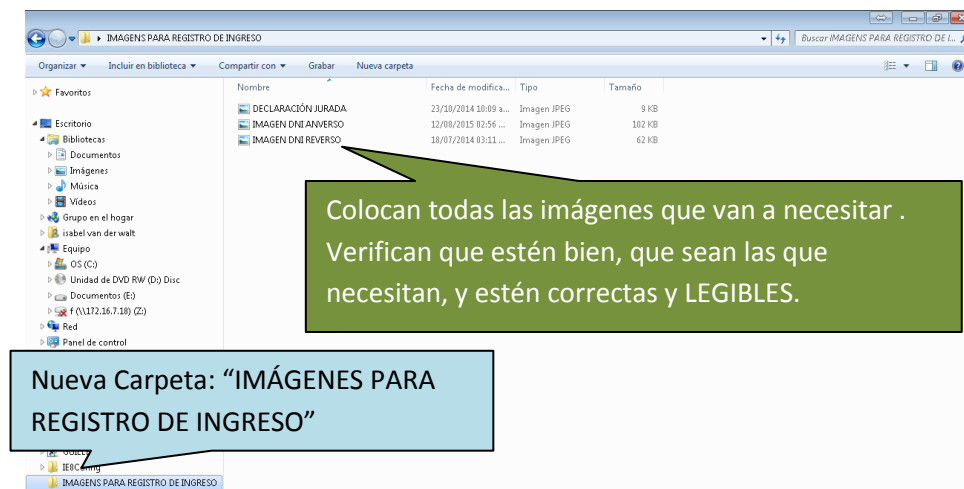 IMAGENS PARA REGISTRO DE INGRESO
Buscar IMAGENS PARA REGISTRO DE I...
Organizar Incluir en biblioteca Compartir con Grabar Nueva carpeta
Nombre Fecha de modifica... Tipo Tamaño
DECLARACIÓN JURADA 23/10/2014 10:09 a... Imagen JPEG 9 KB
IMAGEN DNI ANVERSO 12/08/2015 02:56 ... Imagen JPEG 102 KB
IMAGEN DNI REVERSO 18/07/2014 03:11 ... Imagen JPEG 62 KB
Favoritos
Escritorio
Bibliotecas
Documentos
Imágenes
Música
Vídeos
Grupo en el hogar
isabel van der walt
Equipo
OS (C:)
Unidad de DVD RW (D:) Disc
Documentos (E:)
f (\\172.16.7.18) (Z:)
Red
Panel de control
Colocan todas las imágenes que van a necesitar .
Verifican que estén bien, que sean las que
necesitan, y estén correctas y LEGIBLES.
Nueva Carpeta: “IMÁGENES PARA
REGISTRO DE INGRESO”
IMAGENS PARA REGISTRO DE INGRESO